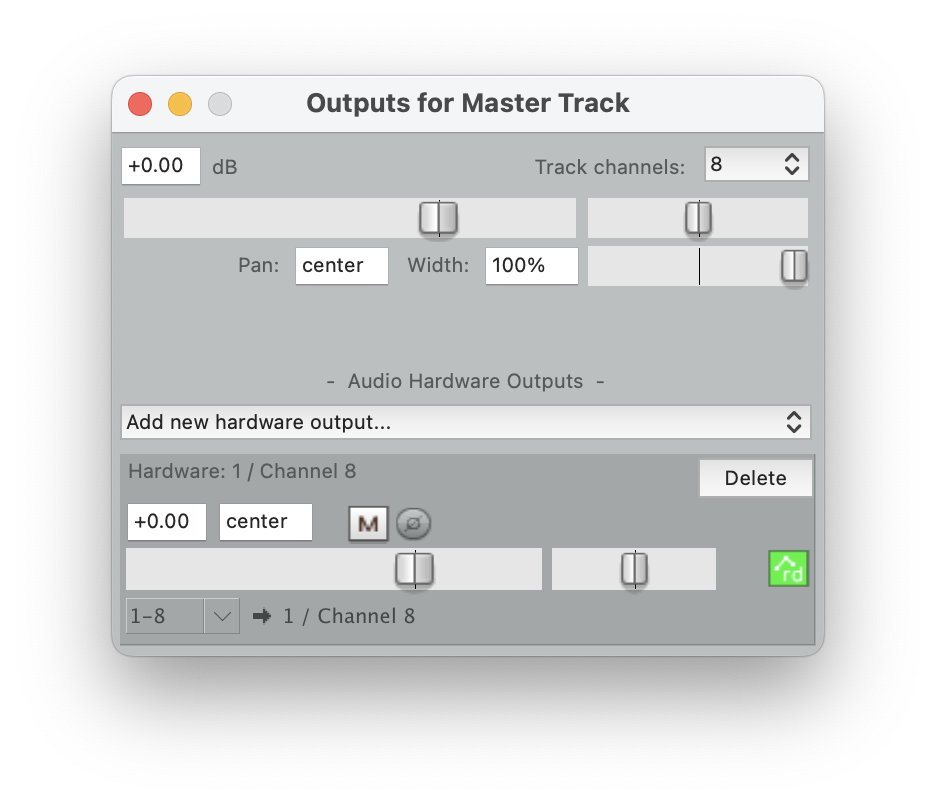 Outputs for Master Track
+0.00 dB Track channels: 8
Pan: center Width: 100%
- Audio Hardware Outputs -
Add new hardware output...
Hardware: 1 / Channel 8 Delete
+0.00 center M
rd
1-8 ➡ 1 / Channel 8